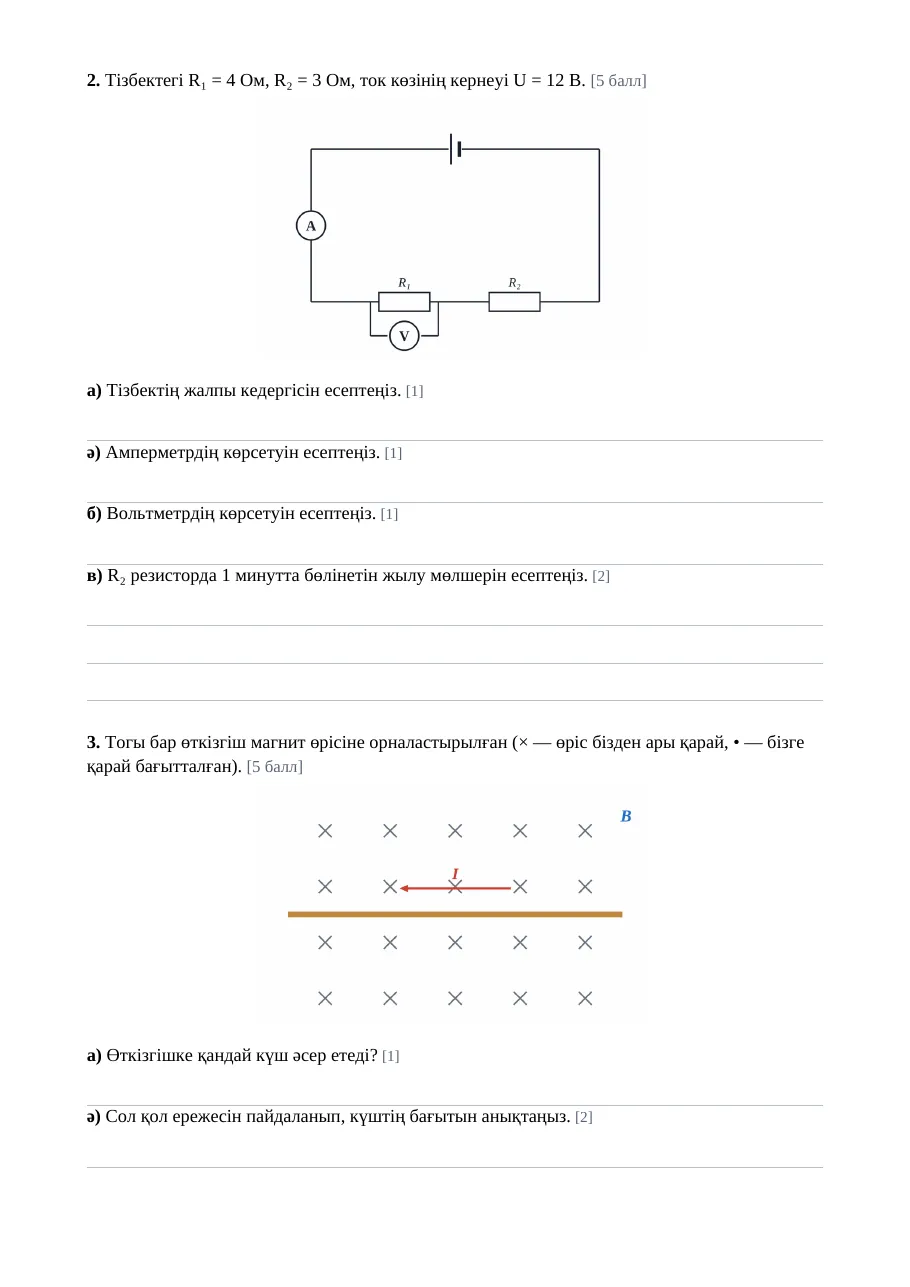 2. Тізбектегі R₁ = 4 Ом, R₂ = 3 Ом, ток көзінің кернеуі U = 12 В. [5 балл]
A
R₁
R₂
V
а) Тізбектің жалпы кедергісін есептеңіз. [1]
ә) Амперметрдің көрсетуін есептеңіз. [1]
б) Вольтметрдің көрсетуін есептеңіз. [1]
в) R₂ резисторда 1 минутта бөлінетін жылу мөлшерін есептеңіз. [2]
3. Тогы бар өткізгіш магнит өрісіне орналастырылған (× — өріс бізден ары қарай, • — бізге
қарай бағытталған). [5 балл]
B
I
а) Өткізгішке қандай күш әсер етеді? [1]
ә) Сол қол ережесін пайдаланып, күштің бағытын анықтаңыз. [2]